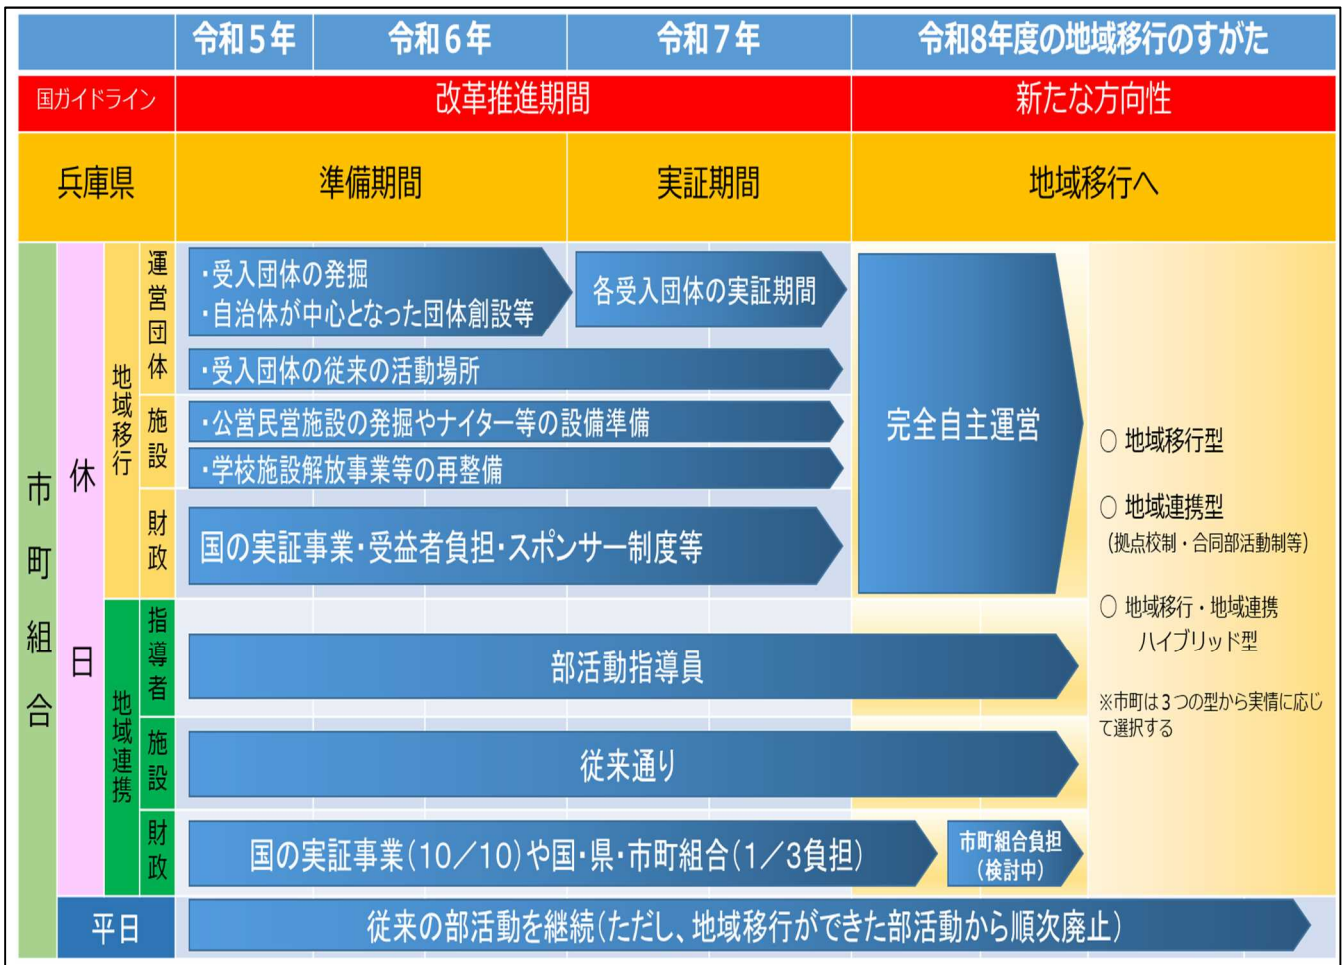 令和5年
令和6年
令和7年
令和8年度の地域移行のすがた
国ガイドライン
改革推進期間
新たな方向性
兵庫県
準備期間
実証期間
地域移行へ
市町組合
休日
地域移行
運営団体
・受入団体の発掘
・自治体が中心となった団体創設等
各受入団体の実証期間
・受入団体の従来の活動場所
施設
・公営民営施設の発掘やナイター等の設備準備
・学校施設解放事業等の再整備
財政
国の実証事業・受益者負担・スポンサー制度等
完全自主運営
地域連携
指導者
部活動指導員
施設
従来通り
財政
国の実証事業(10/10)や国・県・市町組合(1/3負担)
市町組合負担
(検討中)
○ 地域移行型
○ 地域連携型
(拠点校制・合同部活動制等)
○ 地域移行・地域連携
ハイブリッド型
※市町は3つの型から実情に応じ
て選択する
平日
従来の部活動を継続(ただし、地域移行ができた部活動から順次廃止)